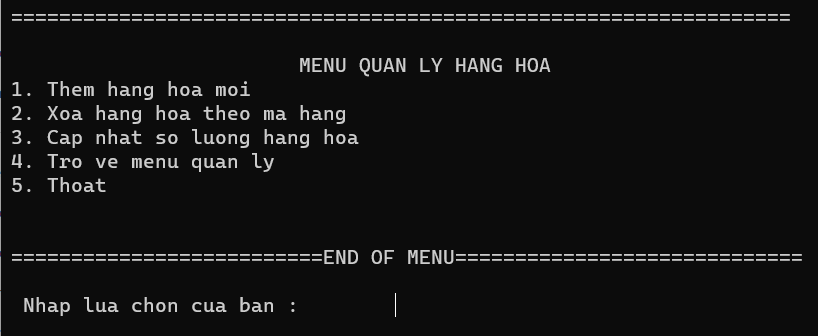 =================================================================
MENU QUAN LY HANG HOA
1. Them hang hoa moi
2. Xoa hang hoa theo ma hang
3. Cap nhat so luong hang hoa
4. Tro ve menu quan ly
5. Thoat
==========================END OF MENU=============================
Nhap lua chon cua ban :